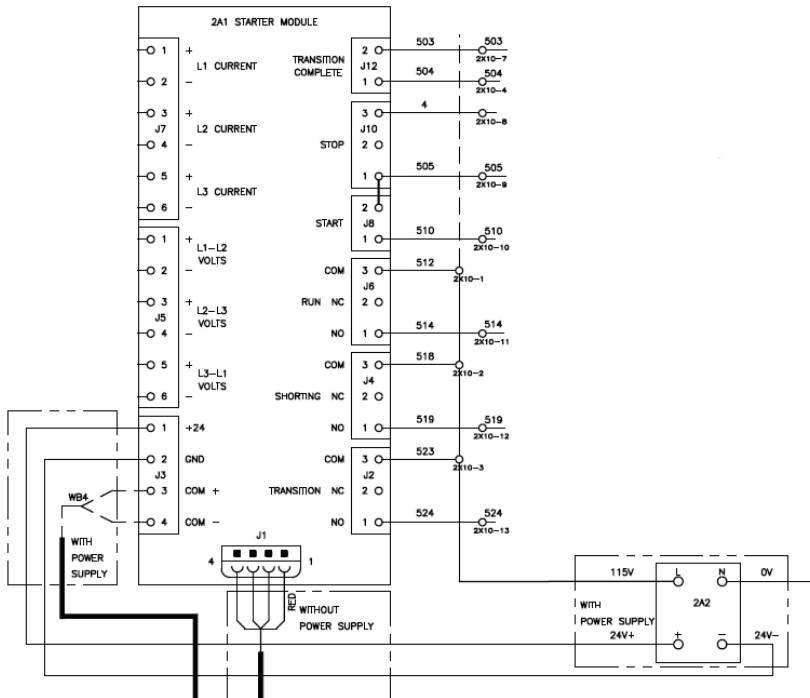 2A1 STARTER MODULE
1 + L1 CURRENT
2 −
3 + L2 CURRENT
J7
4 −
5 + L3 CURRENT
6 −
1 + L1−L2 VOLTS
2 −
3 + L2−L3 VOLTS
J5
4 −
5 + L3−L1 VOLTS
6 −
1 +24
2 GND
J3
3 COM +
4 COM −
WB4
WITH
POWER
SUPPLY
TRANSITION COMPLETE
2 503 503
J12 2X10−7
1 504 504
2X10−4
3 4
J10 2X10−8
STOP 2
1 505 505
2X10−9
2
START J8
1 510 510
2X10−10
COM 3 512
J6 2X10−1
RUN NC 2
NO 1 514 514
2X10−11
COM 3 518
J4 2X10−2
SHORTING NC 2
NO 1 519 519
2X10−12
COM 3 523
J2 2X10−3
TRANSITION NC 2
NO 1 524 524
2X10−13
J1
4 1
RED
WITHOUT
POWER SUPPLY
115V L N 0V
2A2
WITH
POWER SUPPLY
24V+ + − 24V−